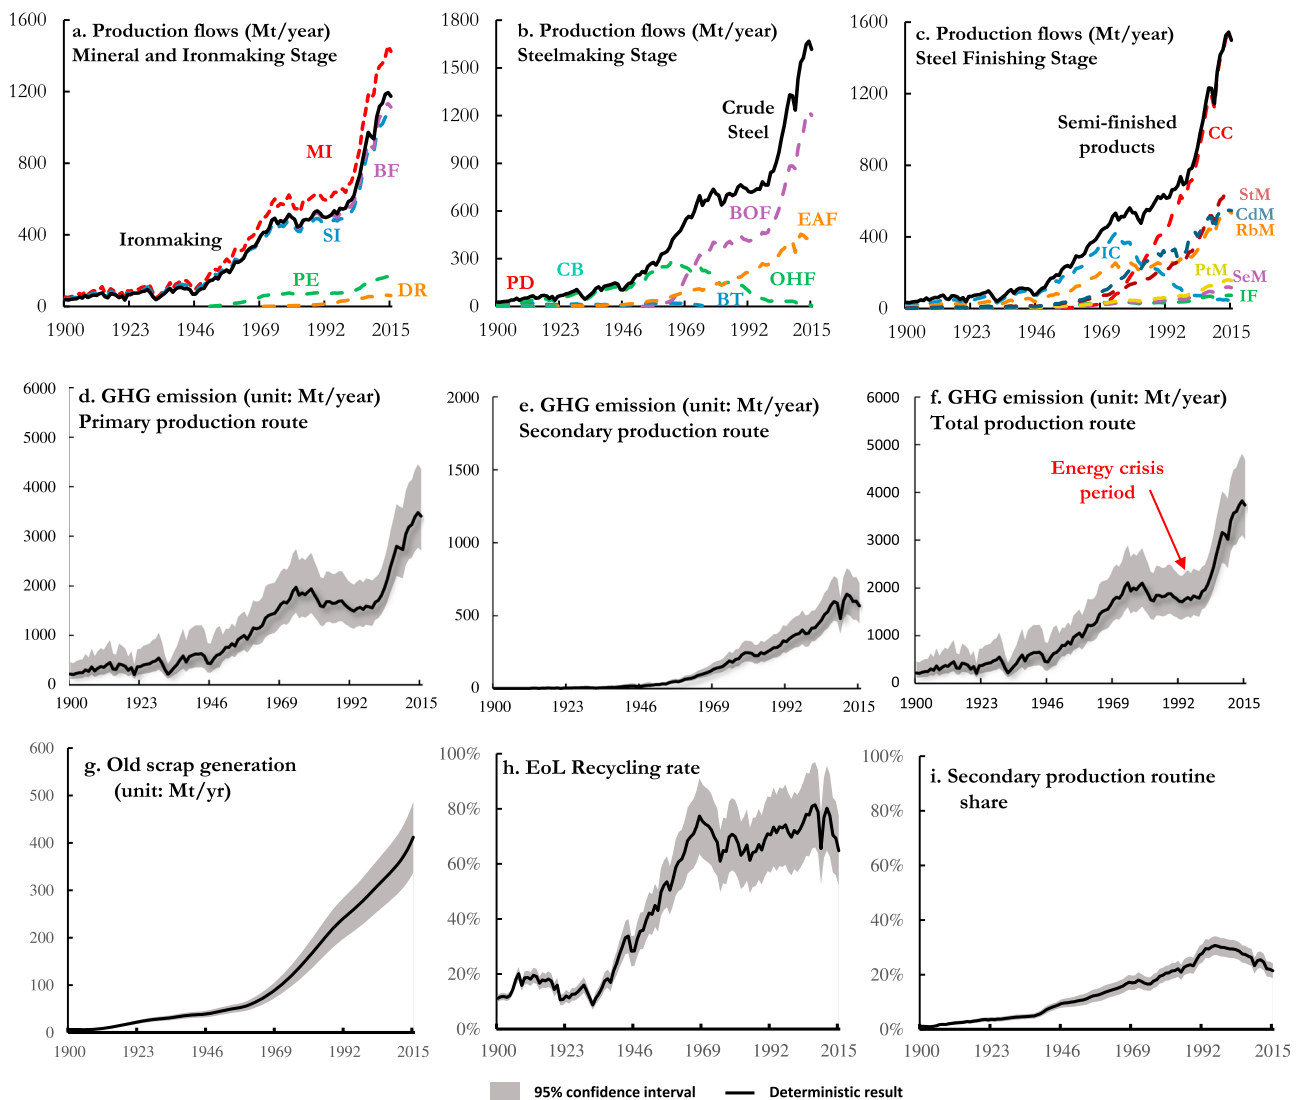 a. Production flows (Mt/year)
Mineral and Ironmaking Stage
1600
1200
800
400
0
MI
BF
Ironmaking
SI
PE
DR
1900
1923
1946
1969
1992
2015
b. Production flows (Mt/year)
Steelmaking Stage
1800
1500
1200
900
600
300
0
Crude
Steel
BOF
EAF
CB
OHF
PD
BT
1900
1923
1946
1969
1992
2015
c. Production flows (Mt/year)
Steel Finishing Stage
1600
1200
800
400
0
Semi-finished
products
CC
StM
CdM
RbM
IC
PtM
SeM
IF
1900
1923
1946
1969
1992
2015
d. GHG emission (unit: Mt/year)
Primary production route
6000
5000
4000
3000
2000
1000
0
1900
1923
1946
1969
1992
2015
e. GHG emission (unit: Mt/year)
Secondary production route
2000
1500
1000
500
0
1900
1923
1946
1969
1992
2015
f. GHG emission (unit: Mt/year)
Total production route
6000
5000
4000
3000
2000
1000
0
Energy crisis
period
1900
1923
1946
1969
1992
2015
g. Old scrap generation
(unit: Mt/yr)
600
500
400
300
200
100
0
1900
1923
1946
1969
1992
2015
h. EoL Recycling rate
100%
80%
60%
40%
20%
0%
1900
1923
1946
1969
1992
2015
i. Secondary production routine
share
100%
80%
60%
40%
20%
0%
1900
1923
1946
1969
1992
2015
95% confidence interval
Deterministic result